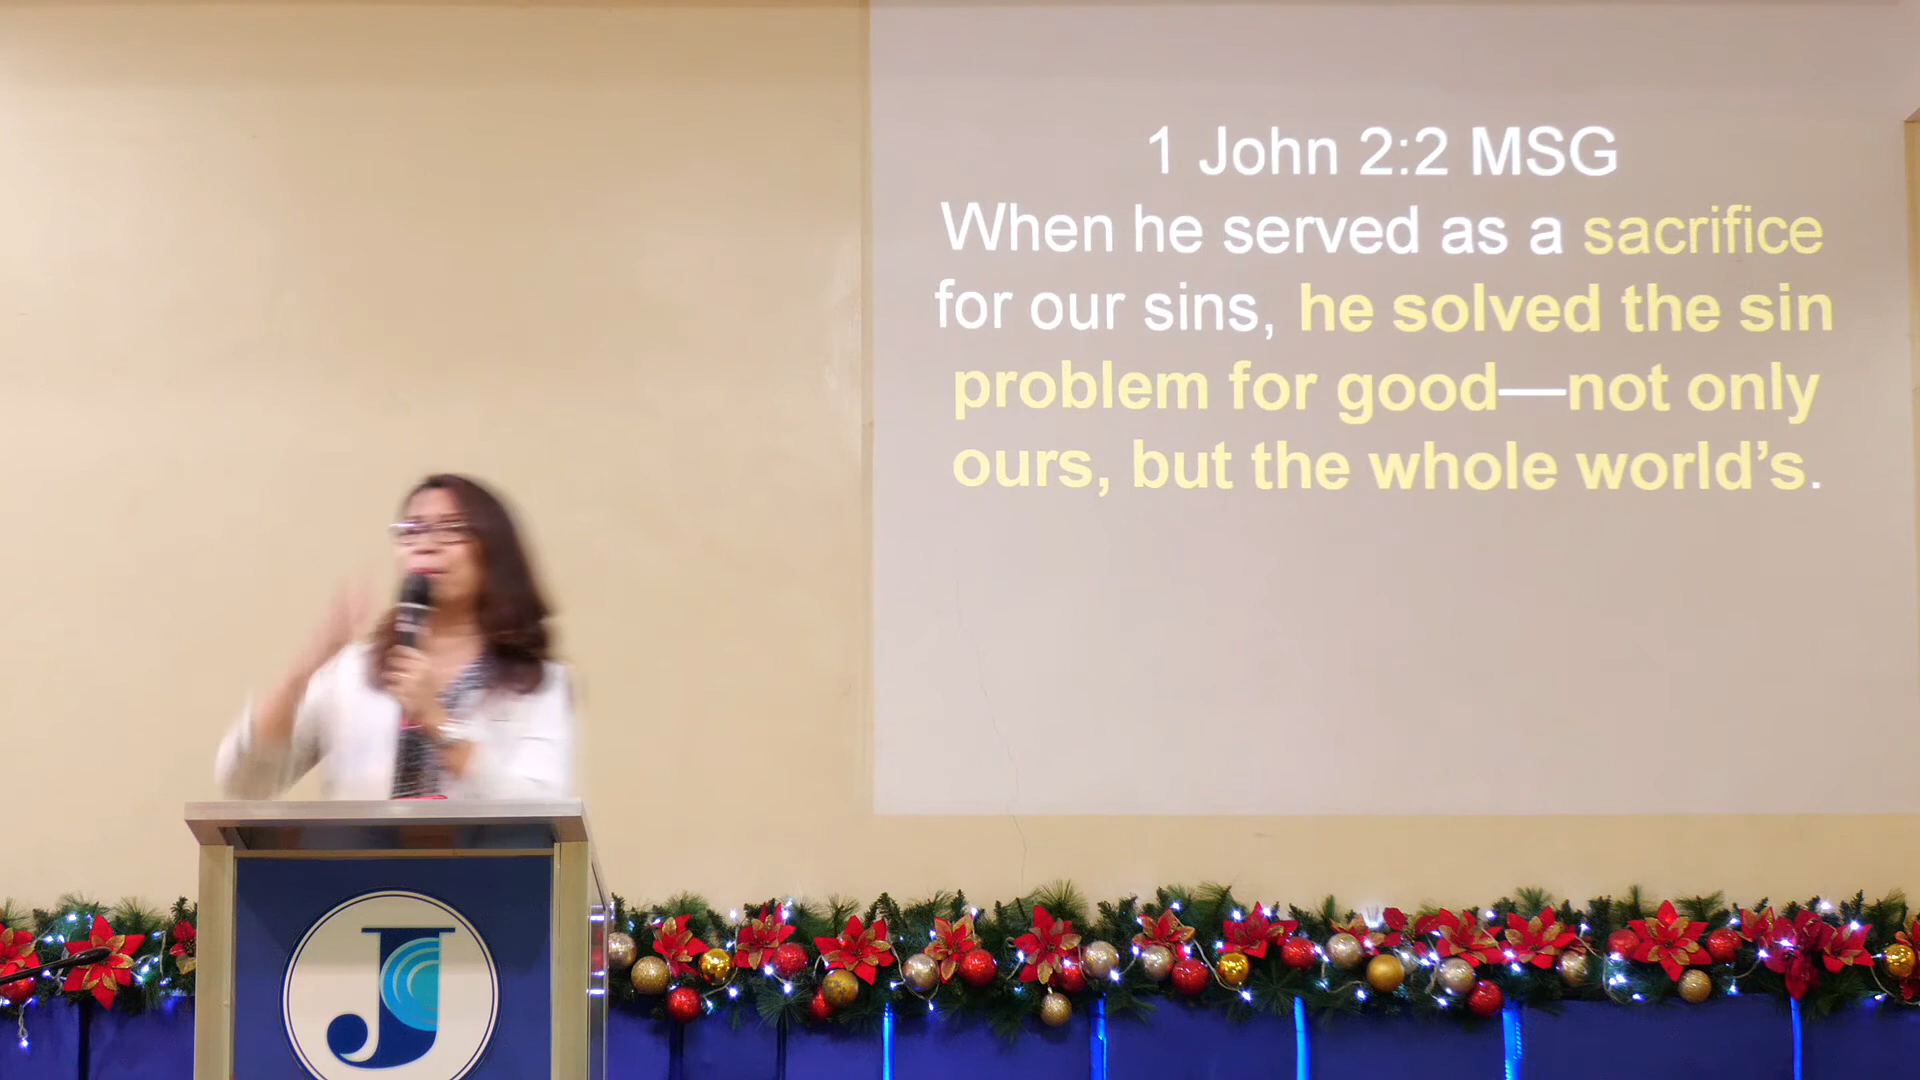 1 John 2:2 MSG
When he served as a sacrifice
for our sins, he solved the sin
problem for good—not only
ours, but the whole world’s.
J